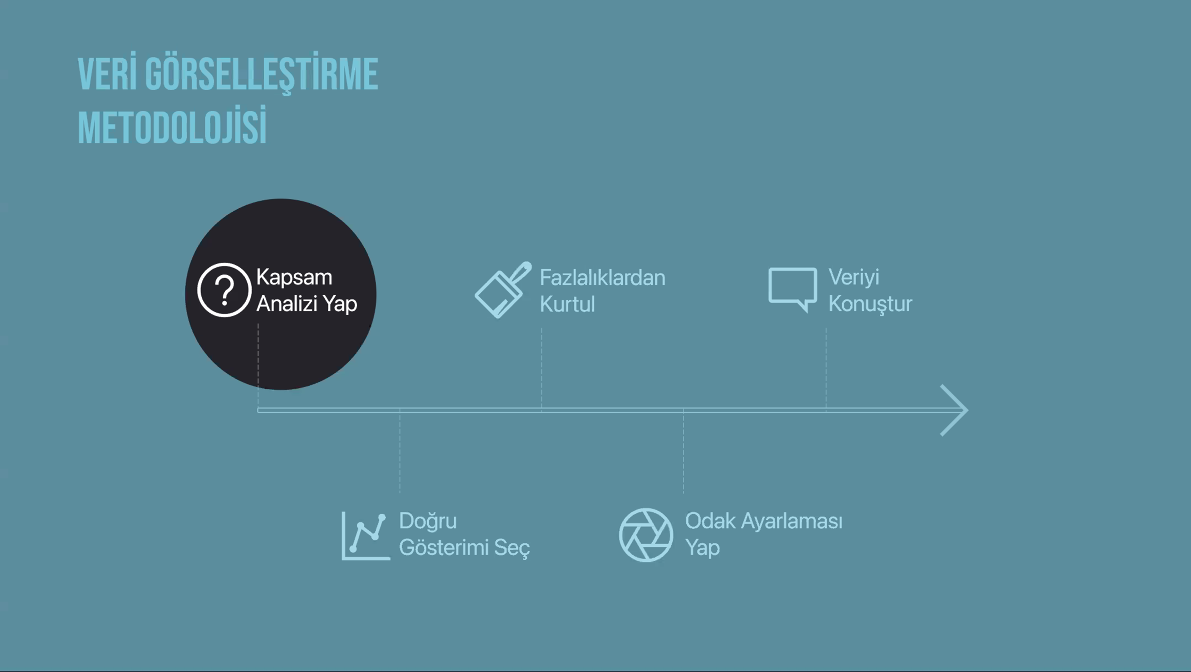 VERİ GÖRSELLEŞTİRME
METODOLOJİSİ
?
Kapsam
Analizi Yap
Doğru
Gösterimi Seç
Fazlalıklardan
Kurtul
Odak Ayarlaması
Yap
Veriyi
Konuştur